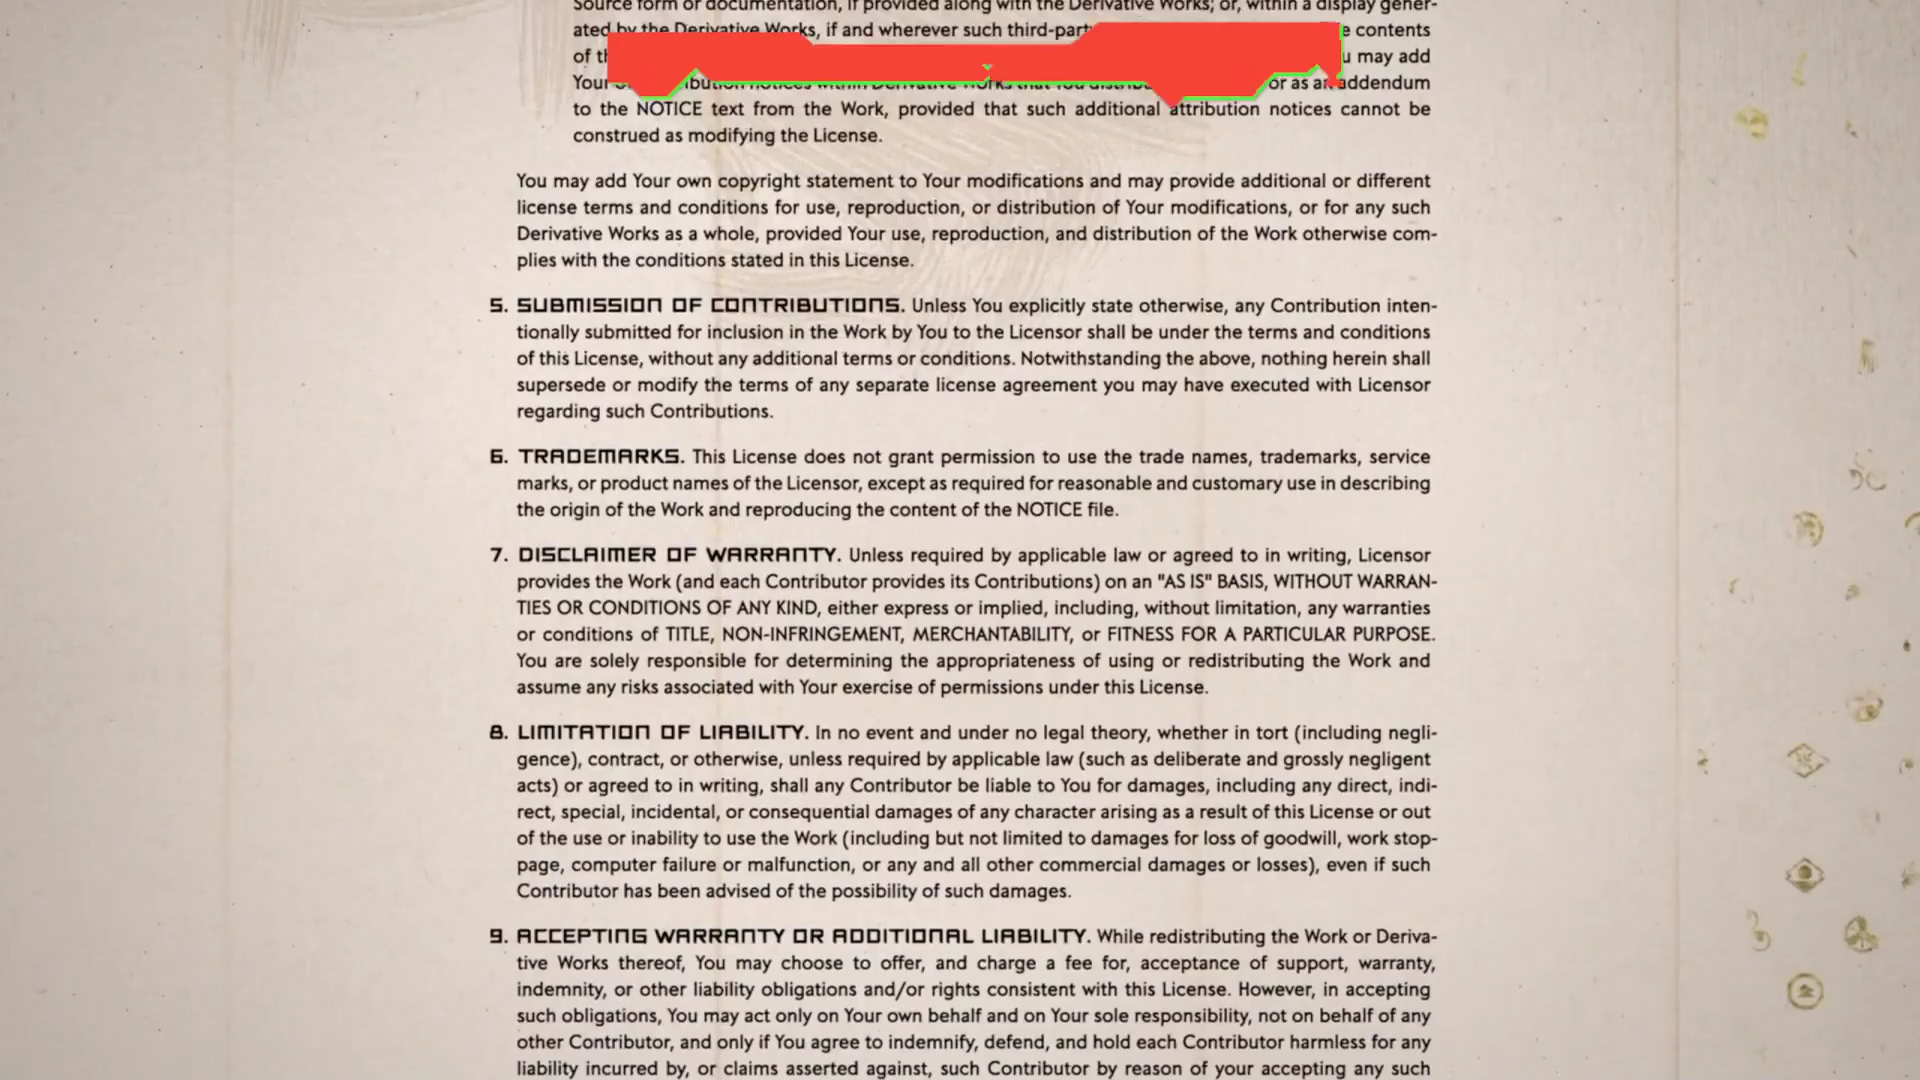 Source form or documentation, if provided along with the Derivative Works; or, within a display gener-
ated by the Derivative Works, if and wherever such third-part e contents
of th u may add
Your bution notices within Derivative Works that You distribu or as an addendum
to the NOTICE text from the Work, provided that such additional attribution notices cannot be
construed as modifying the License.
You may add Your own copyright statement to Your modifications and may provide additional or different
license terms and conditions for use, reproduction, or distribution of Your modifications, or for any such
Derivative Works as a whole, provided Your use, reproduction, and distribution of the Work otherwise com-
plies with the conditions stated in this License.
5. SUBMISSION OF CONTRIBUTIONS. Unless You explicitly state otherwise, any Contribution inten-
tionally submitted for inclusion in the Work by You to the Licensor shall be under the terms and conditions
of this License, without any additional terms or conditions. Notwithstanding the above, nothing herein shall
supersede or modify the terms of any separate license agreement you may have executed with Licensor
regarding such Contributions.
6. TRADEMARKS. This License does not grant permission to use the trade names, trademarks, service
marks, or product names of the Licensor, except as required for reasonable and customary use in describing
the origin of the Work and reproducing the content of the NOTICE file.
7. DISCLAIMER OF WARRANTY. Unless required by applicable law or agreed to in writing, Licensor
provides the Work (and each Contributor provides its Contributions) on an "AS IS" BASIS, WITHOUT WARRAN-
TIES OR CONDITIONS OF ANY KIND, either express or implied, including, without limitation, any warranties
or conditions of TITLE, NON-INFRINGEMENT, MERCHANTABILITY, or FITNESS FOR A PARTICULAR PURPOSE.
You are solely responsible for determining the appropriateness of using or redistributing the Work and
assume any risks associated with Your exercise of permissions under this License.
8. LIMITATION OF LIABILITY. In no event and under no legal theory, whether in tort (including negli-
gence), contract, or otherwise, unless required by applicable law (such as deliberate and grossly negligent
acts) or agreed to in writing, shall any Contributor be liable to You for damages, including any direct, indi-
rect, special, incidental, or consequential damages of any character arising as a result of this License or out
of the use or inability to use the Work (including but not limited to damages for loss of goodwill, work stop-
page, computer failure or malfunction, or any and all other commercial damages or losses), even if such
Contributor has been advised of the possibility of such damages.
9. ACCEPTING WARRANTY OR ADDITIONAL LIABILITY. While redistributing the Work or Deriva-
tive Works thereof, You may choose to offer, and charge a fee for, acceptance of support, warranty,
indemnity, or other liability obligations and/or rights consistent with this License. However, in accepting
such obligations, You may act only on Your own behalf and on Your sole responsibility, not on behalf of any
other Contributor, and only if You agree to indemnify, defend, and hold each Contributor harmless for any
liability incurred by, or claims asserted against, such Contributor by reason of your accepting any such